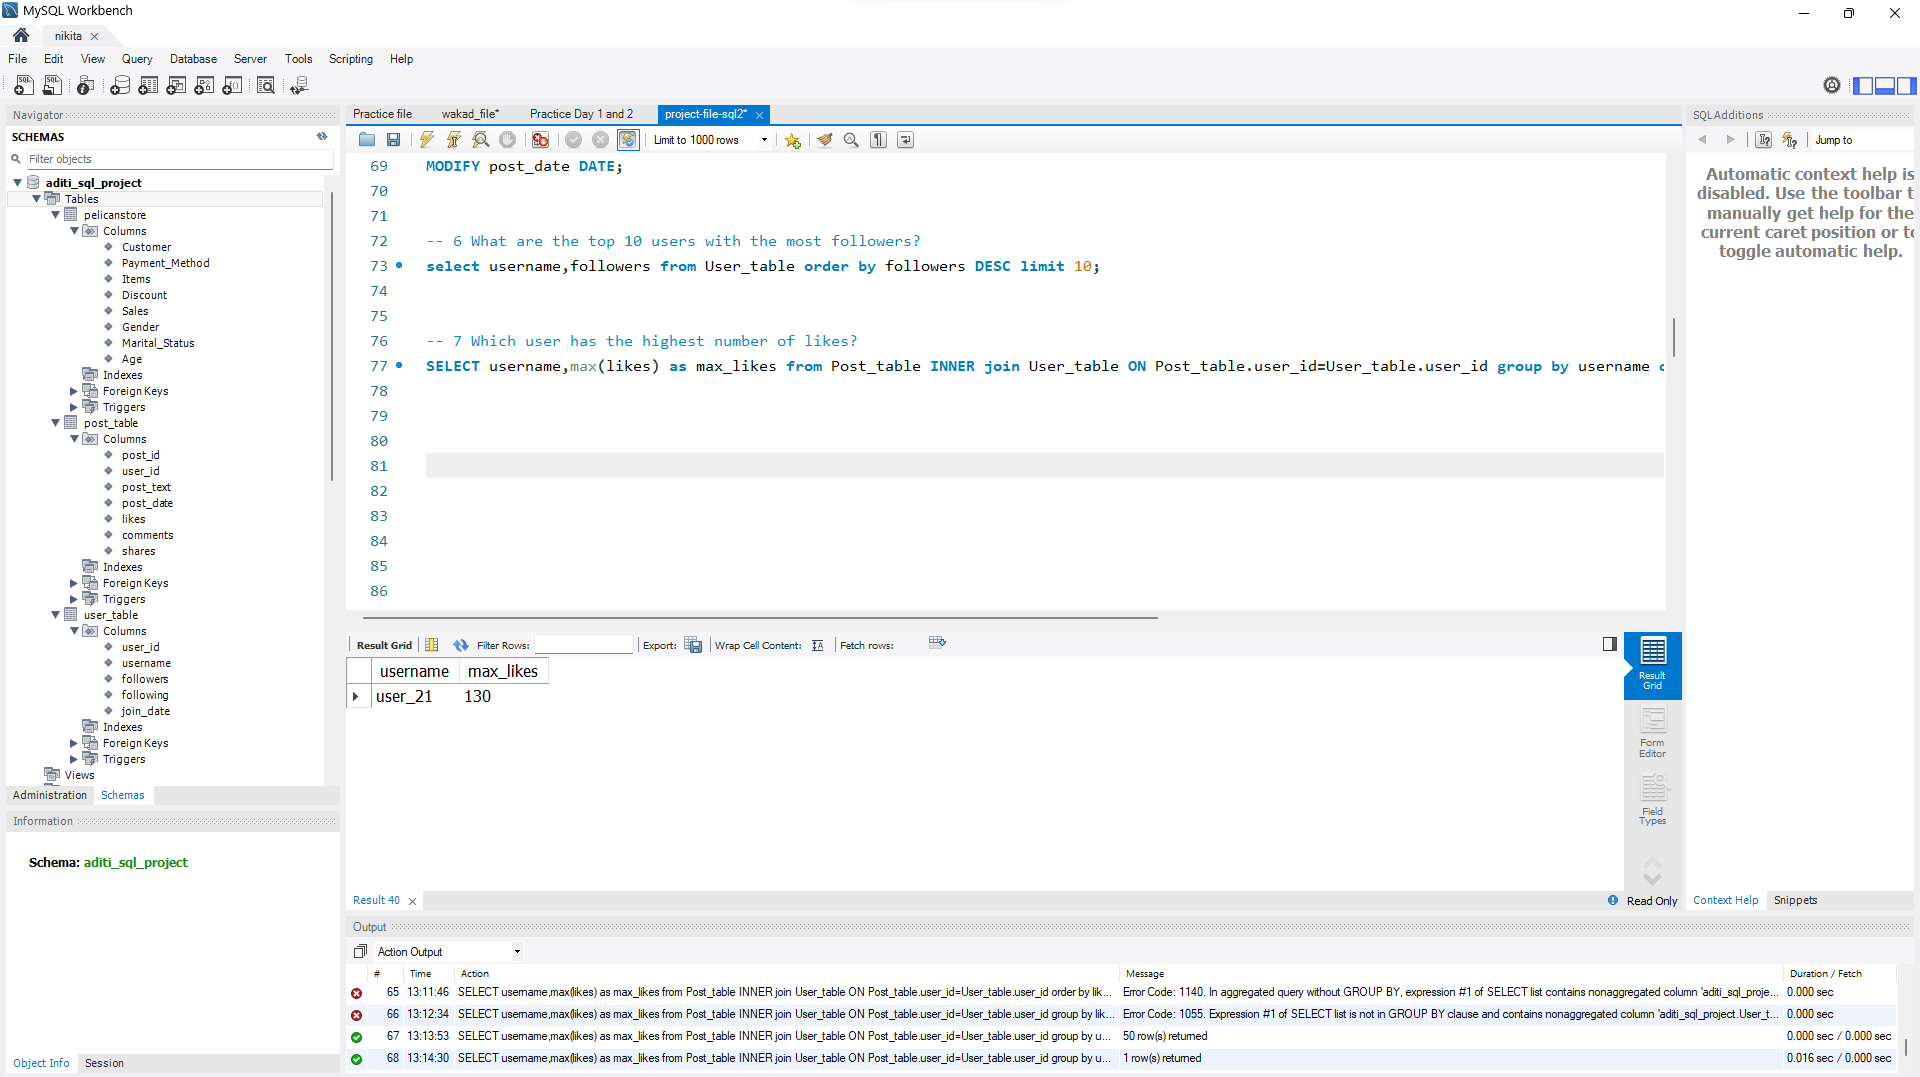 MySQL Workbench
nikita
File Edit View Query Database Server Tools Scripting Help
Navigator
SCHEMAS
Filter objects
aditi_sql_project
Tables
pelicanstore
Columns
Customer
Payment_Method
Items
Discount
Sales
Gender
Marital_Status
Age
Indexes
Foreign Keys
Triggers
post_table
Columns
post_id
user_id
post_text
post_date
likes
comments
shares
Indexes
Foreign Keys
Triggers
user_table
Columns
user_id
username
followers
following
join_date
Indexes
Foreign Keys
Triggers
Views
Administration Schemas
Information
Schema: aditi_sql_project
Object Info Session
Practice file wakad_file* Practice Day 1 and 2 project-file-sql2*
Limit to 1000 rows
69 MODIFY post_date DATE;
70
71
72 -- 6 What are the top 10 users with the most followers?
73 select username,followers from User_table order by followers DESC limit 10;
74
75
76 -- 7 Which user has the highest number of likes?
77 SELECT username,max(likes) as max_likes from Post_table INNER join User_table ON Post_table.user_id=User_table.user_id group by username
78
79
80
81
82
83
84
85
86
Result Grid Filter Rows: Export: Wrap Cell Content: Fetch rows:
username max_likes
user_21 130
Result Grid
Form Editor
Field Types
Result 40
Read Only
SQLAdditions
Jump to
Automatic context help is
disabled. Use the toolbar t
manually get help for the
current caret position or to
toggle automatic help.
Context Help Snippets
Output
Action Output
# Time Action Message Duration / Fetch
65 13:11:46 SELECT username,max(likes) as max_likes from Post_table INNER join User_table ON Post_table.user_id=User_table.user_id order by lik... Error Code: 1140. In aggregated query without GROUP BY, expression #1 of SELECT list contains nonaggregated column 'aditi_sql_proje... 0.000 sec
66 13:12:34 SELECT username,max(likes) as max_likes from Post_table INNER join User_table ON Post_table.user_id=User_table.user_id group by lik... Error Code: 1055. Expression #1 of SELECT list is not in GROUP BY clause and contains nonaggregated column 'aditi_sql_project.User_t... 0.000 sec
67 13:13:53 SELECT username,max(likes) as max_likes from Post_table INNER join User_table ON Post_table.user_id=User_table.user_id group by u... 50 row(s) returned 0.000 sec / 0.000 sec
68 13:14:30 SELECT username,max(likes) as max_likes from Post_table INNER join User_table ON Post_table.user_id=User_table.user_id group by u... 1 row(s) returned 0.016 sec / 0.000 sec